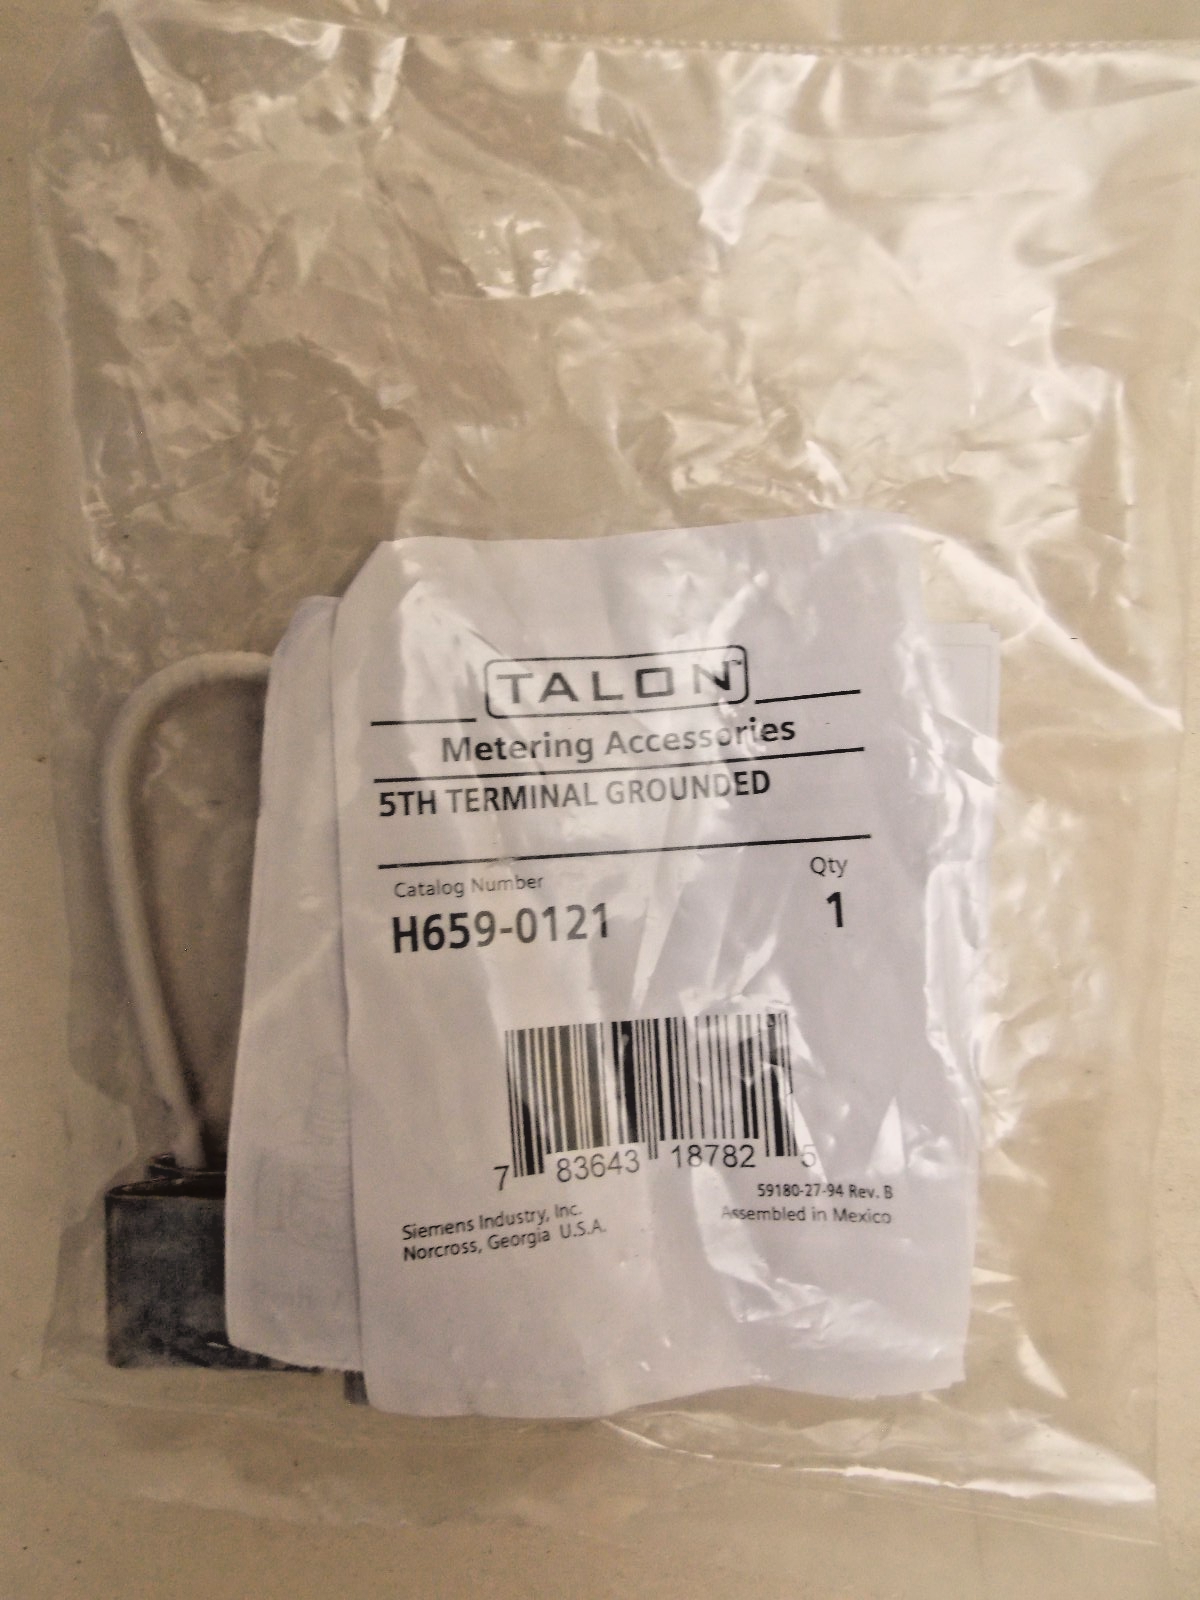 TALON™
Metering Accessories
5TH TERMINAL GROUNDED
Catalog Number
Qty
H659-0121
1
7 83643 18782 5
59180-27-94 Rev. B
Siemens Industry, Inc.
Assembled in Mexico
Norcross, Georgia U.S.A.